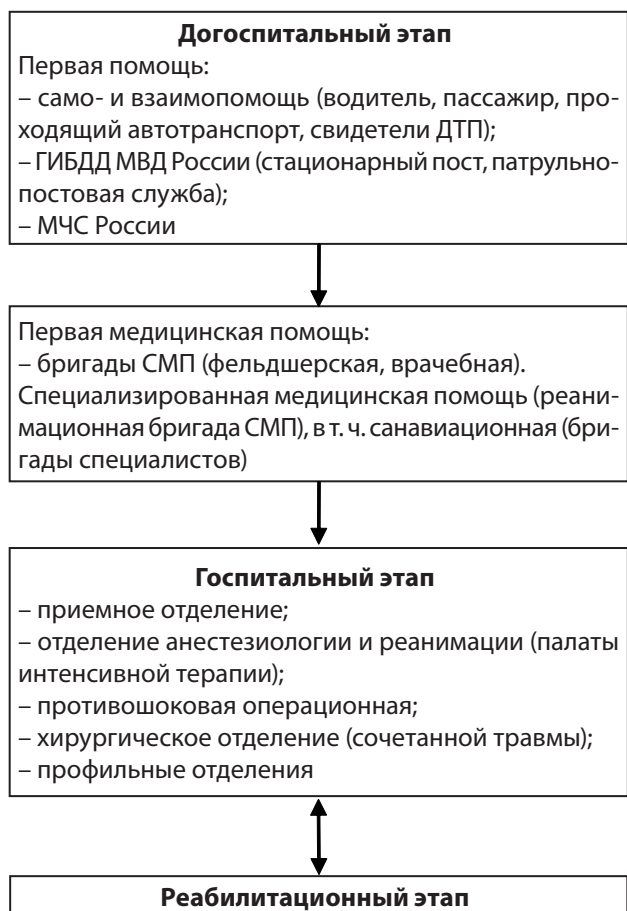 Догоспитальный этап
Первая помощь:
– само- и взаимопомощь (водитель, пассажир, про-
ходящий автотранспорт, свидетели ДТП);
– ГИБДД МВД России (стационарный пост, патрульно-
постовая служба);
– МЧС России
Первая медицинская помощь:
– бригады СМП (фельдшерская, врачебная).
Специализированная медицинская помощь (реани-
мационная бригада СМП), в т. ч. санавиационная (бри-
гады специалистов)
Госпитальный этап
– приемное отделение;
– отделение анестезиологии и реанимации (палаты
интенсивной терапии);
– противошоковая операционная;
– хирургическое отделение (сочетанной травмы);
– профильные отделения
Реабилитационный этап